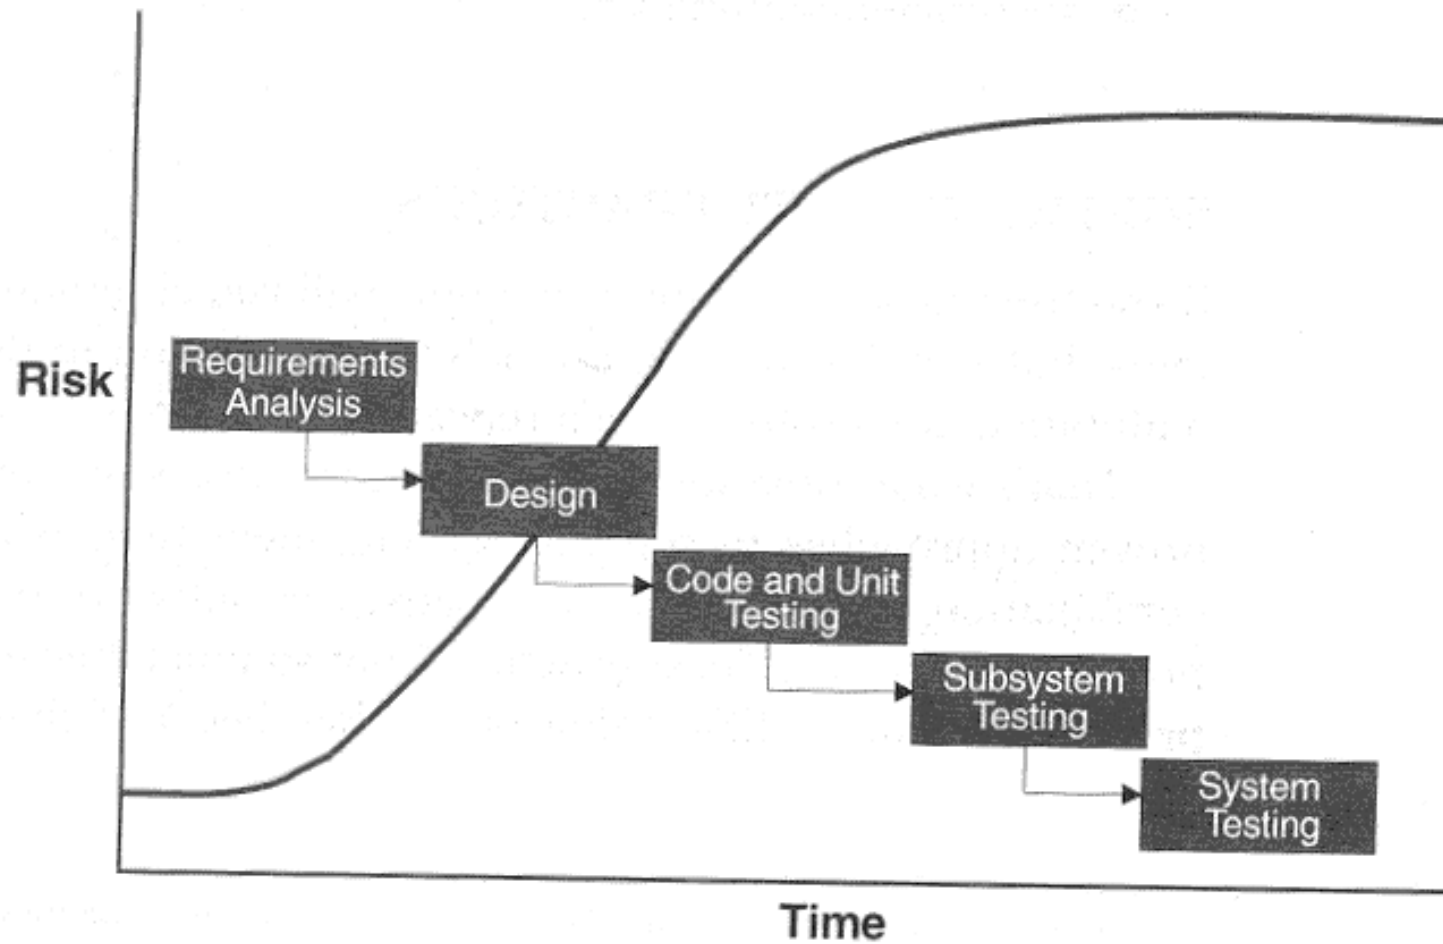 Risk
Requirements
Analysis
Design
Code and Unit
Testing
Subsystem
Testing
System
Testing
Time